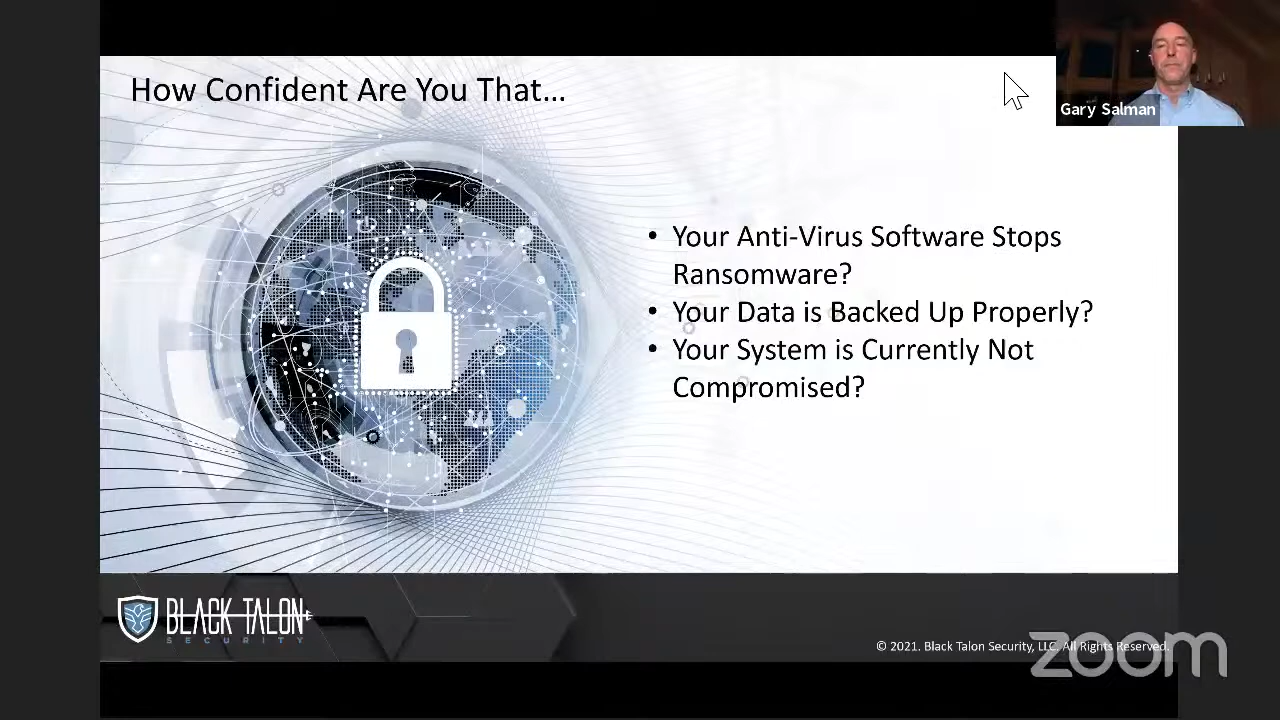 How Confident Are You That...
Gary Salman
• Your Anti-Virus Software Stops
Ransomware?
• Your Data is Backed Up Properly?
• Your System is Currently Not
Compromised?
BLACK TALON
SECURITY
© 2021. Black Talon Security, LLC. All Rights Reserved.
zoom